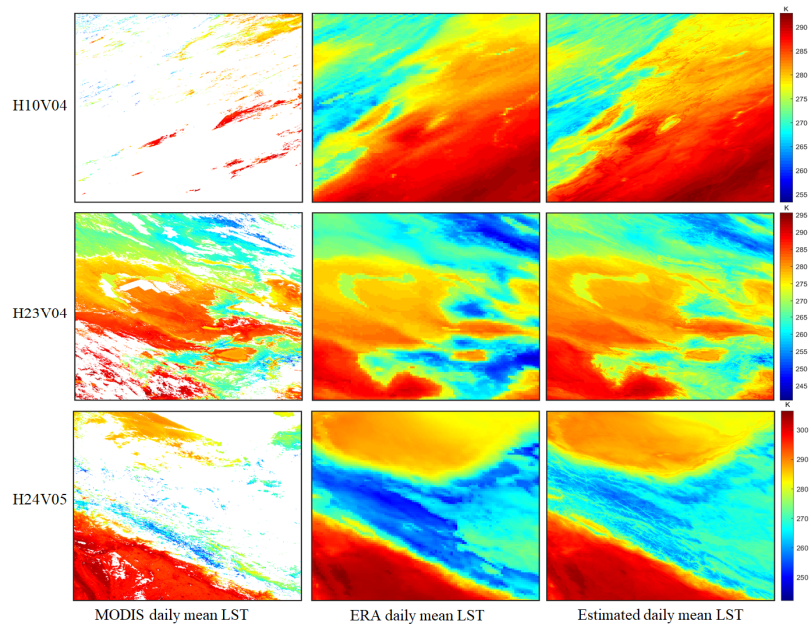 K
H10V04
290
285
280
275
270
265
260
255
K
H23V04
295
290
285
280
275
270
265
260
255
250
245
K
H24V05
300
290
280
270
260
250
MODIS daily mean LST
ERA daily mean LST
Estimated daily mean LST